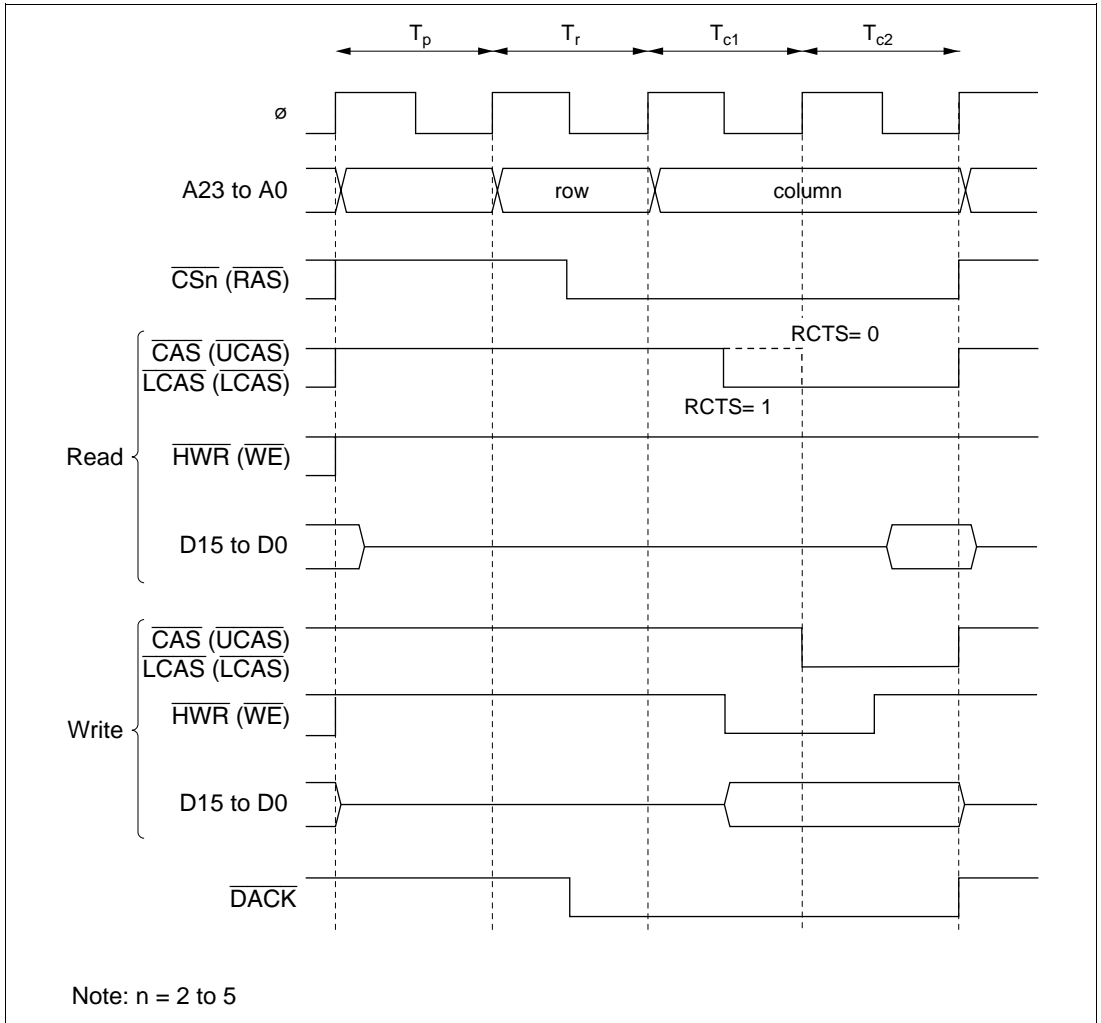 Tp Tr Tc1 Tc2
ø
A23 to A0 row column
CSn (RAS)
RCTS= 0
CAS (UCAS)
LCAS (LCAS)
RCTS= 1
Read HWR (WE)
D15 to D0
CAS (UCAS)
LCAS (LCAS)
HWR (WE)
Write
D15 to D0
DACK
Note: n = 2 to 5